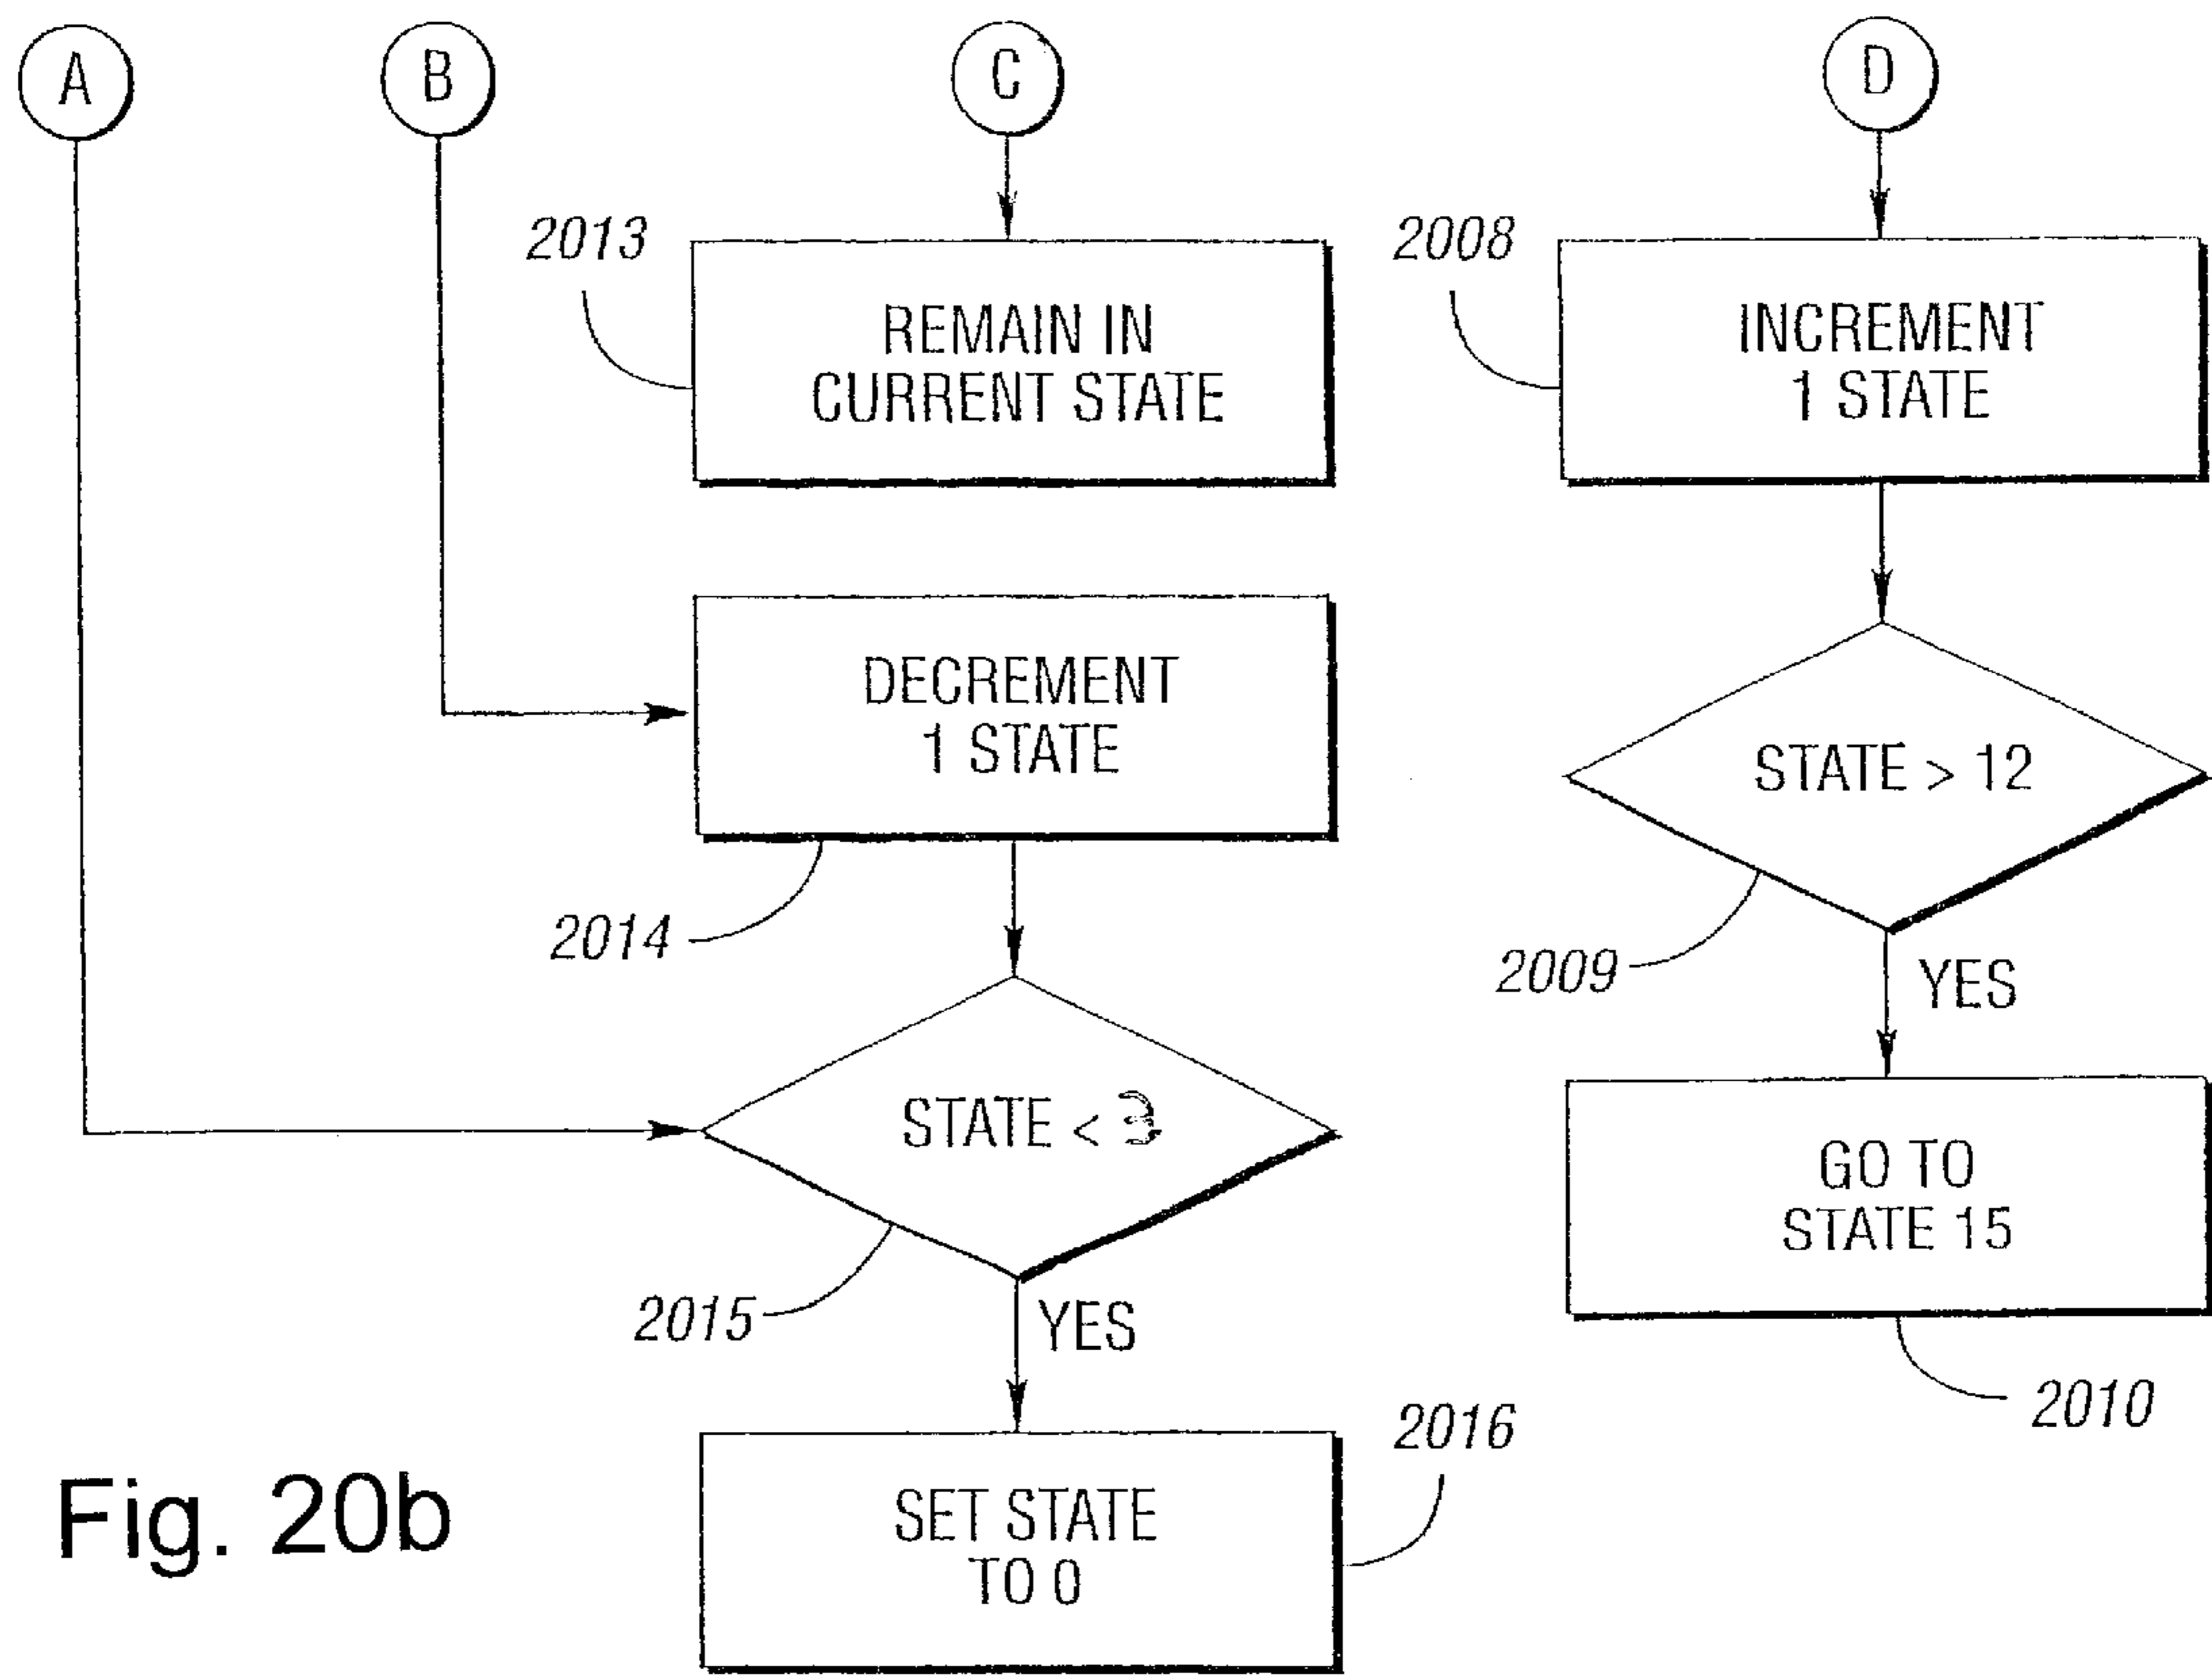 A
B
C
D
2013
REMAIN IN
CURRENT STATE
2008
INCREMENT
1 STATE
DECREMENT
1 STATE
2014
STATE > 12
2009
YES
STATE < 3
2015
YES
GO TO
STATE 15
2010
SET STATE
TO 0
2016
Fig. 20b